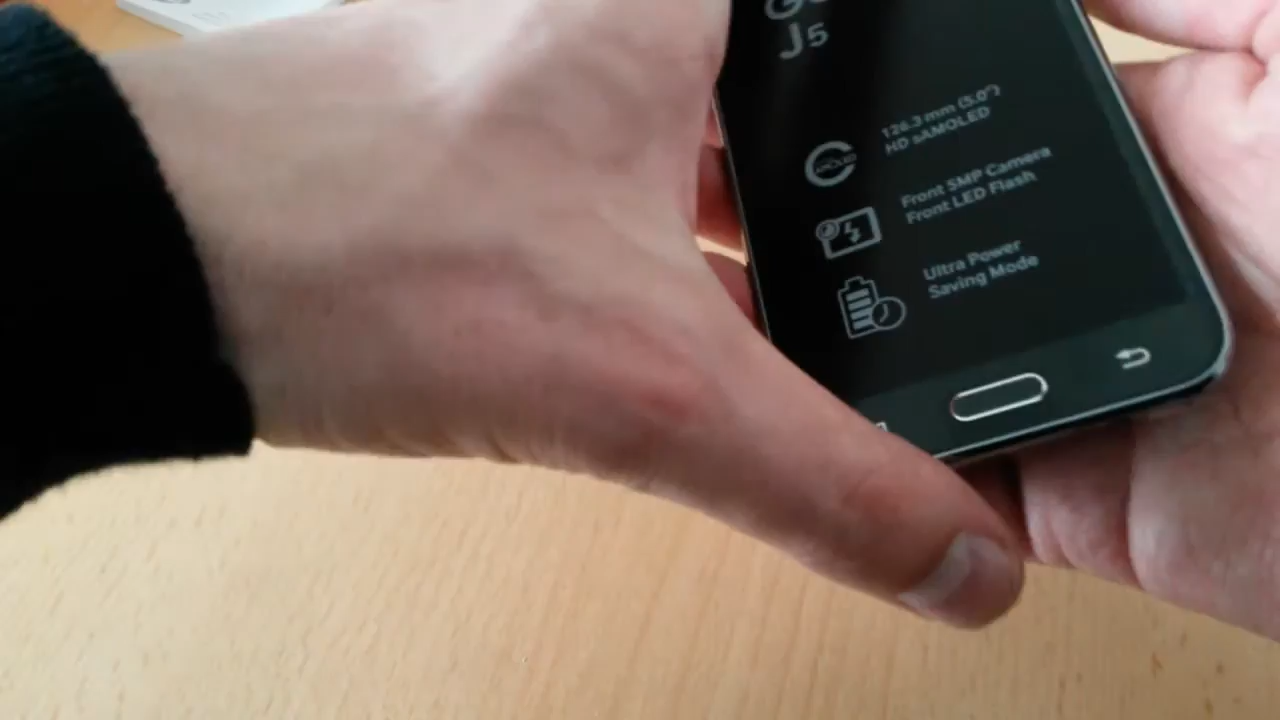 J5
126.3 mm (5.0")
HD sAMOLED
Front 5MP Camera
Front LED Flash
Ultra Power
Saving Mode